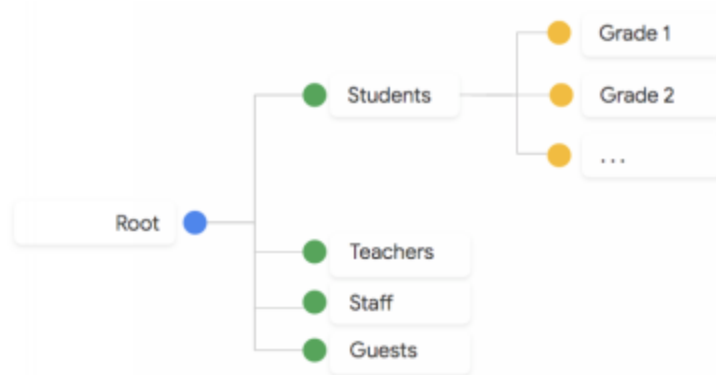 Grade 1
Students
Grade 2
...
Root
Teachers
Staff
Guests